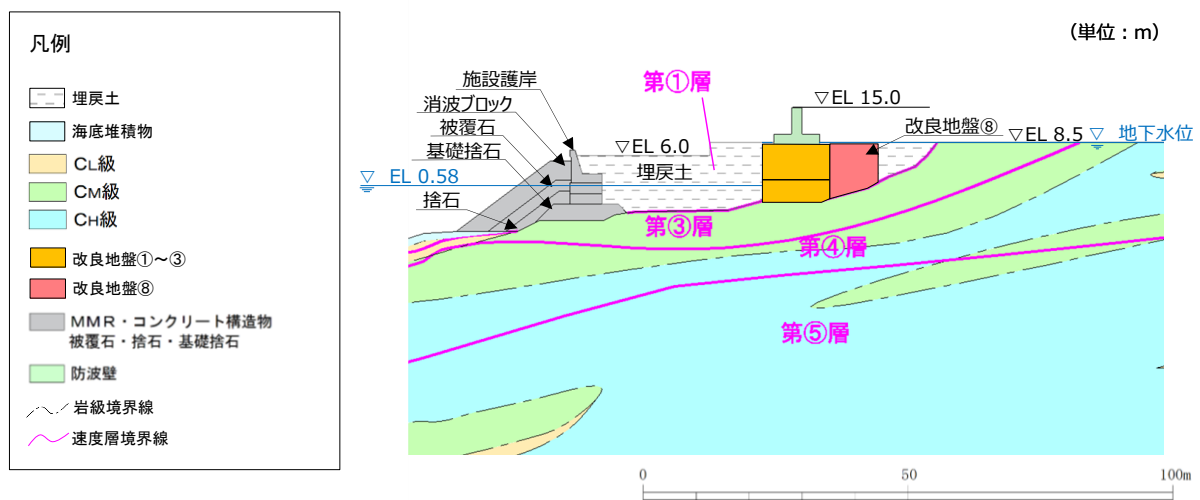 凡例
埋戻土
海底堆積物
CL級
CM級
CH級
改良地盤①～③
改良地盤⑧
MMR・コンクリート構造物
被覆石・捨石・基礎捨石
防波壁
岩級境界線
速度層境界線
(単位：m)
施設護岸
消波ブロック
被覆石
基礎捨石
捨石
▽ EL 0.58
第①層
▽EL 6.0
埋戻土
▽EL 15.0
改良地盤⑧
▽EL 8.5
▽ 地下水位
第③層
第④層
第⑤層
0 50 100m